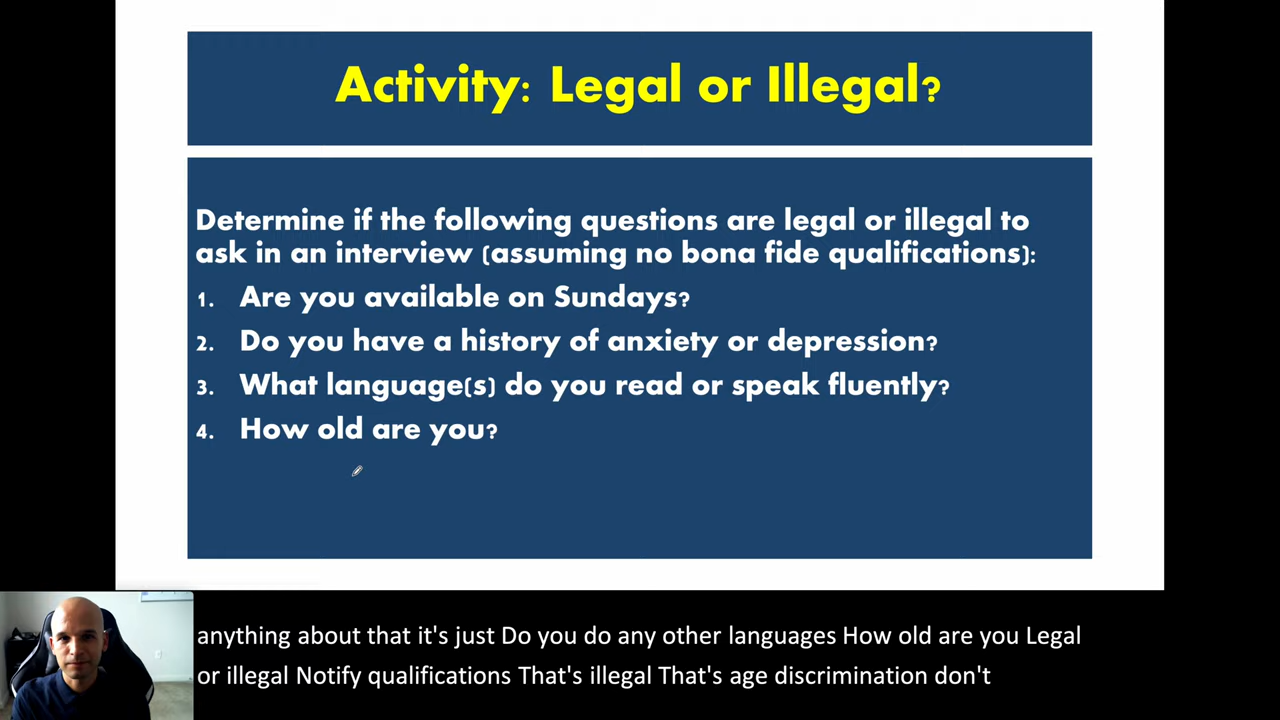 Activity: Legal or Illegal?
Determine if the following questions are legal or illegal to
ask in an interview (assuming no bona fide qualifications):
1. Are you available on Sundays?
2. Do you have a history of anxiety or depression?
3. What language(s) do you read or speak fluently?
4. How old are you?
anything about that it's just Do you do any other languages How old are you Legal
or illegal Notify qualifications That's illegal That's age discrimination don't